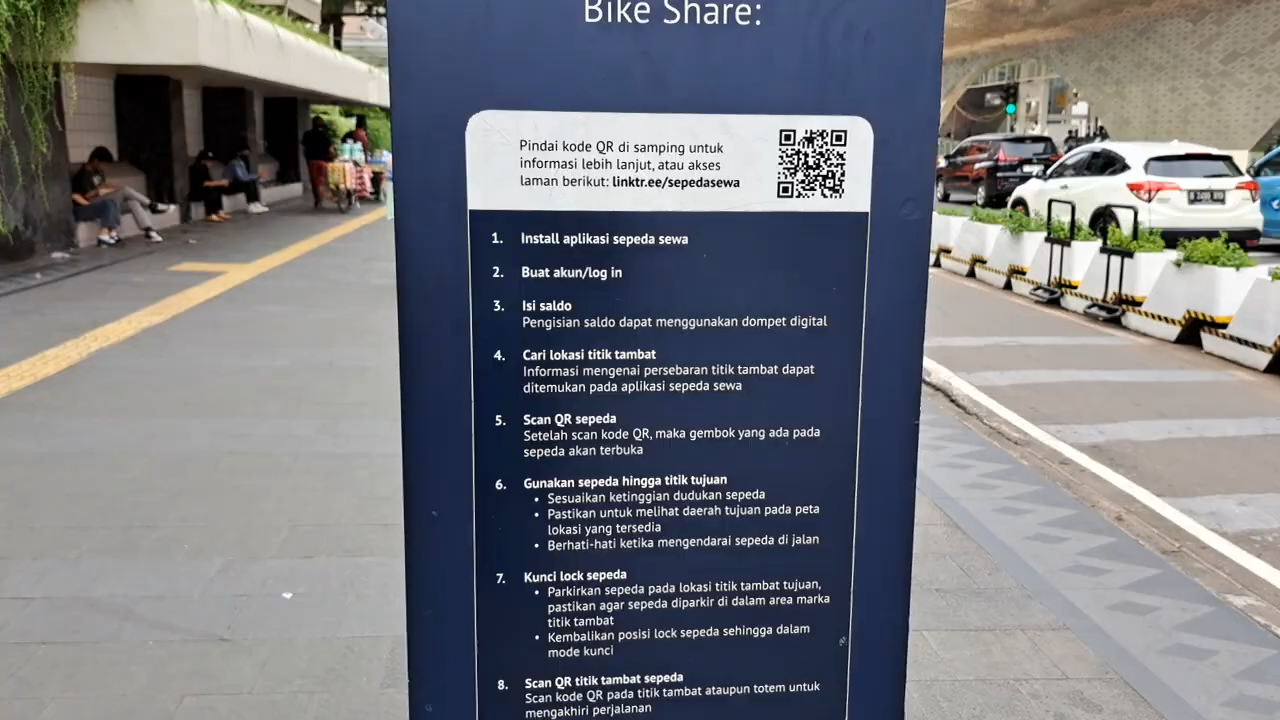 Bike Share:
Pindai kode QR di samping untuk
informasi lebih lanjut, atau akses
laman berikut: linktr.ee/sepedasewa
1. Install aplikasi sepeda sewa
2. Buat akun/log in
3. Isi saldo
Pengisian saldo dapat menggunakan dompet digital
4. Cari lokasi titik tambat
Informasi mengenai persebaran titik tambat dapat
ditemukan pada aplikasi sepeda sewa
5. Scan QR sepeda
Setelah scan kode QR, maka gembok yang ada pada
sepeda akan terbuka
6. Gunakan sepeda hingga titik tujuan
• Sesuaikan ketinggian dudukan sepeda
• Pastikan untuk melihat daerah tujuan pada peta
lokasi yang tersedia
• Berhati-hati ketika mengendarai sepeda di jalan
7. Kunci lock sepeda
• Parkirkan sepeda pada lokasi titik tambat tujuan,
pastikan agar sepeda diparkir di dalam area marka
titik tambat
• Kembalikan posisi lock sepeda sehingga dalam
mode kunci
8. Scan QR titik tambat sepeda
Scan kode QR pada titik tambat ataupun totem untuk
mengakhiri perjalanan